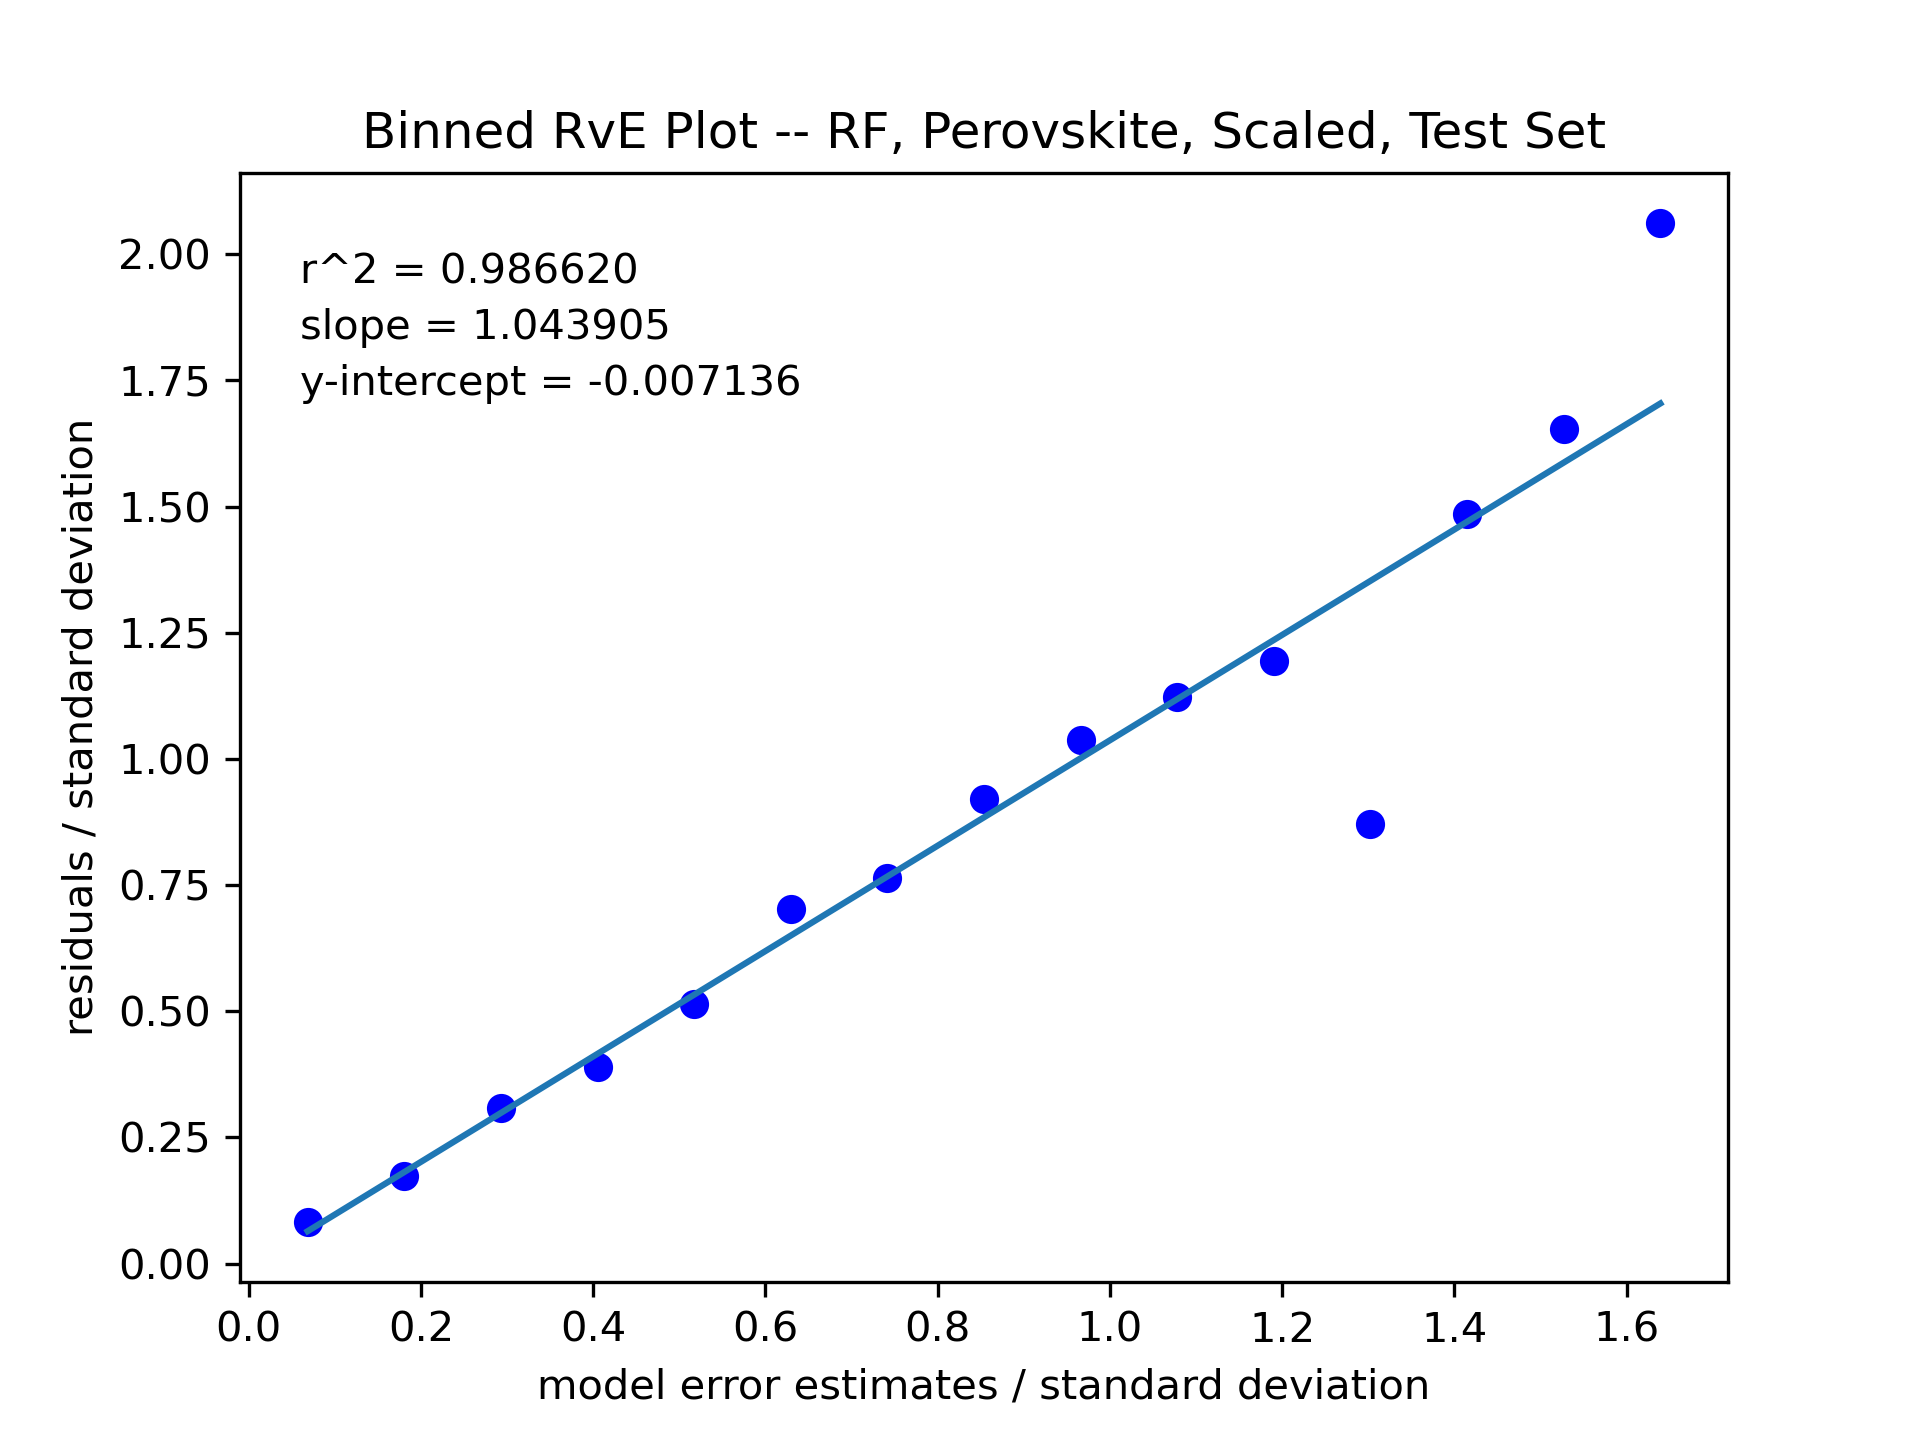 Binned RvE Plot -- RF, Perovskite, Scaled, Test Set
r^2 = 0.986620
slope = 1.043905
y-intercept = -0.007136
residuals / standard deviation
2.00
1.75
1.50
1.25
1.00
0.75
0.50
0.25
0.00
0.0 0.2 0.4 0.6 0.8 1.0 1.2 1.4 1.6
model error estimates / standard deviation